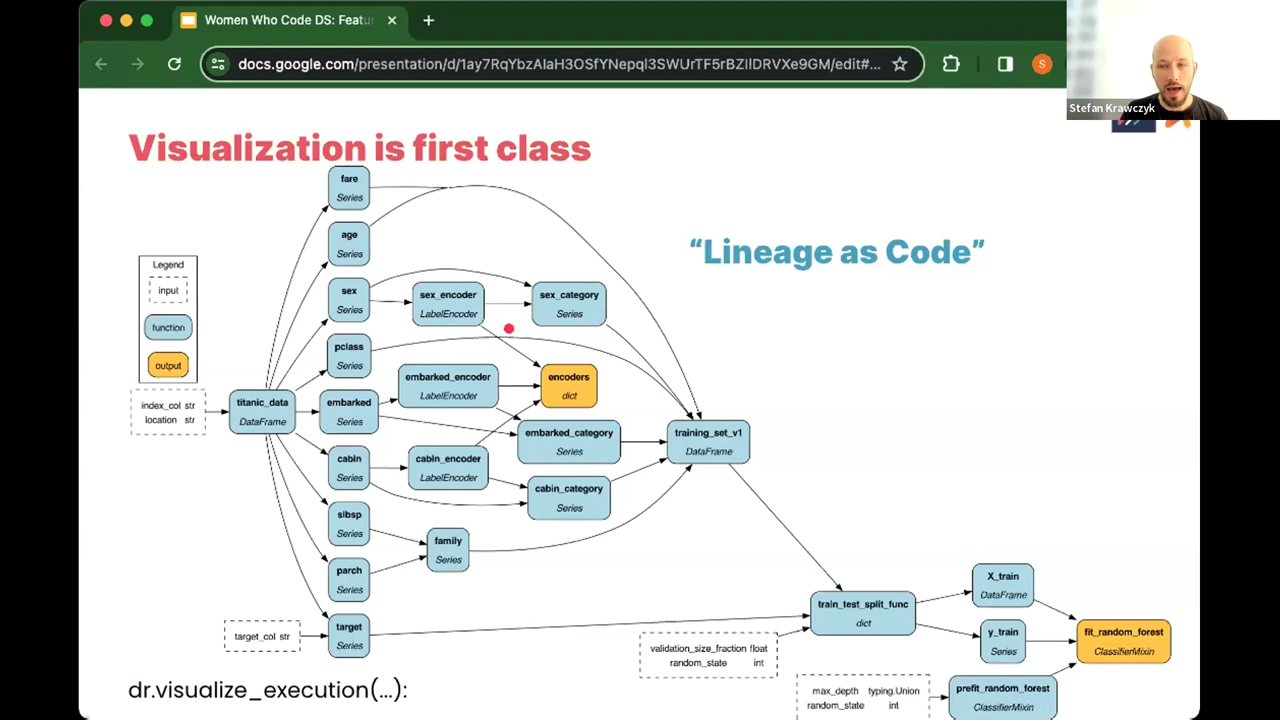 Women Who Code DS: Featu
docs.google.com/presentation/d/1ay7RqYbzAIaH3OSfYNepqI3SWUrTF5rBZIlDRVXe9GM/edit#...
S
Stefan Krawczyk
Visualization is first class
“Lineage as Code”
Legend
input
function
output
index_col str
location str
titanic_data
DataFrame
fare
Series
age
Series
sex
Series
pclass
Series
embarked
Series
cabin
Series
sibsp
Series
parch
Series
target_col str
target
Series
sex_encoder
LabelEncoder
embarked_encoder
LabelEncoder
cabin_encoder
LabelEncoder
family
Series
sex_category
Series
encoders
dict
embarked_category
Series
cabin_category
Series
training_set_v1
DataFrame
validation_size_fraction float
random_state int
train_test_split_func
dict
max_depth typing.Union
random_state int
X_train
DataFrame
y_train
Series
prefit_random_forest
ClassifierMixin
fit_random_forest
ClassifierMixin
dr.visualize_execution(...):